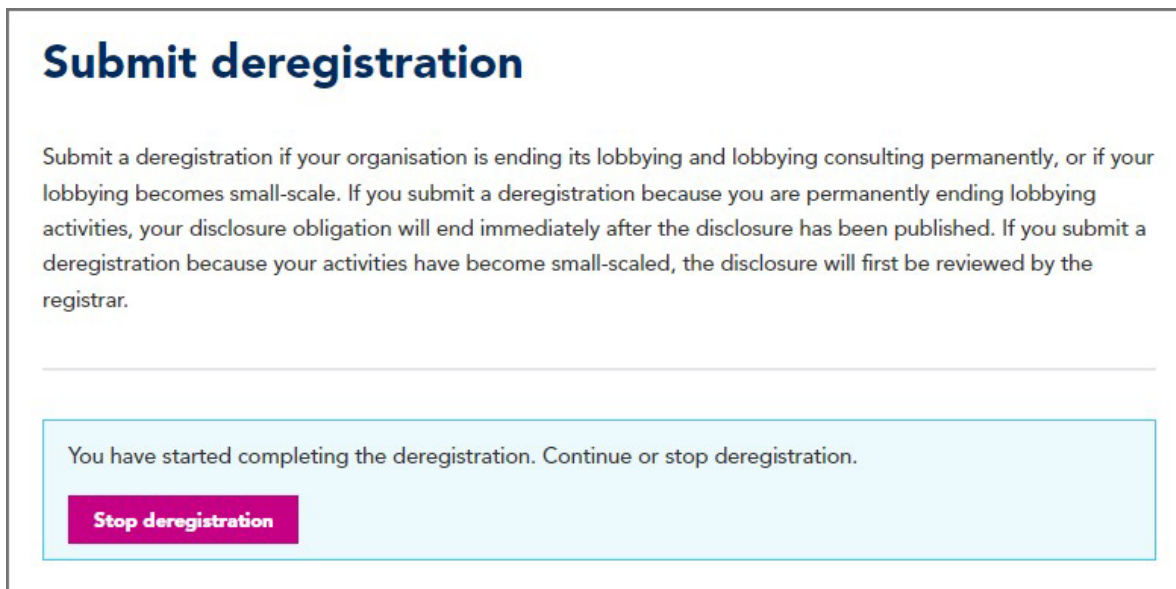 Submit deregistration
Submit a deregistration if your organisation is ending its lobbying and lobbying consulting permanently, or if your
lobbying becomes small-scale. If you submit a deregistration because you are permanently ending lobbying
activities, your disclosure obligation will end immediately after the disclosure has been published. If you submit a
deregistration because your activities have become small-scaled, the disclosure will first be reviewed by the
registrar.
You have started completing the deregistration. Continue or stop deregistration.
Stop deregistration